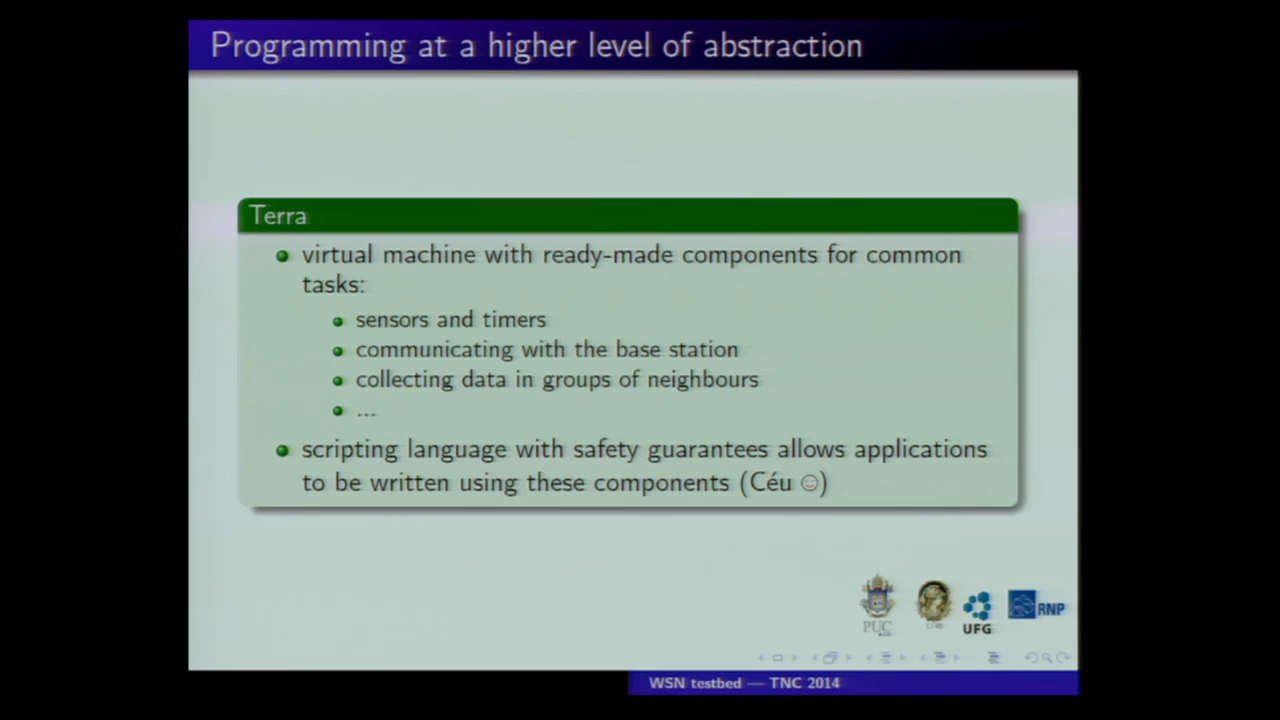 Programming at a higher level of abstraction
Terra
virtual machine with ready-made components for common
tasks:
sensors and timers
communicating with the base station
collecting data in groups of neighbours
...
scripting language with safety guarantees allows applications
to be written using these components (Céu ☺)
PUC
UFG
RNP
WSN testbed — TNC 2014